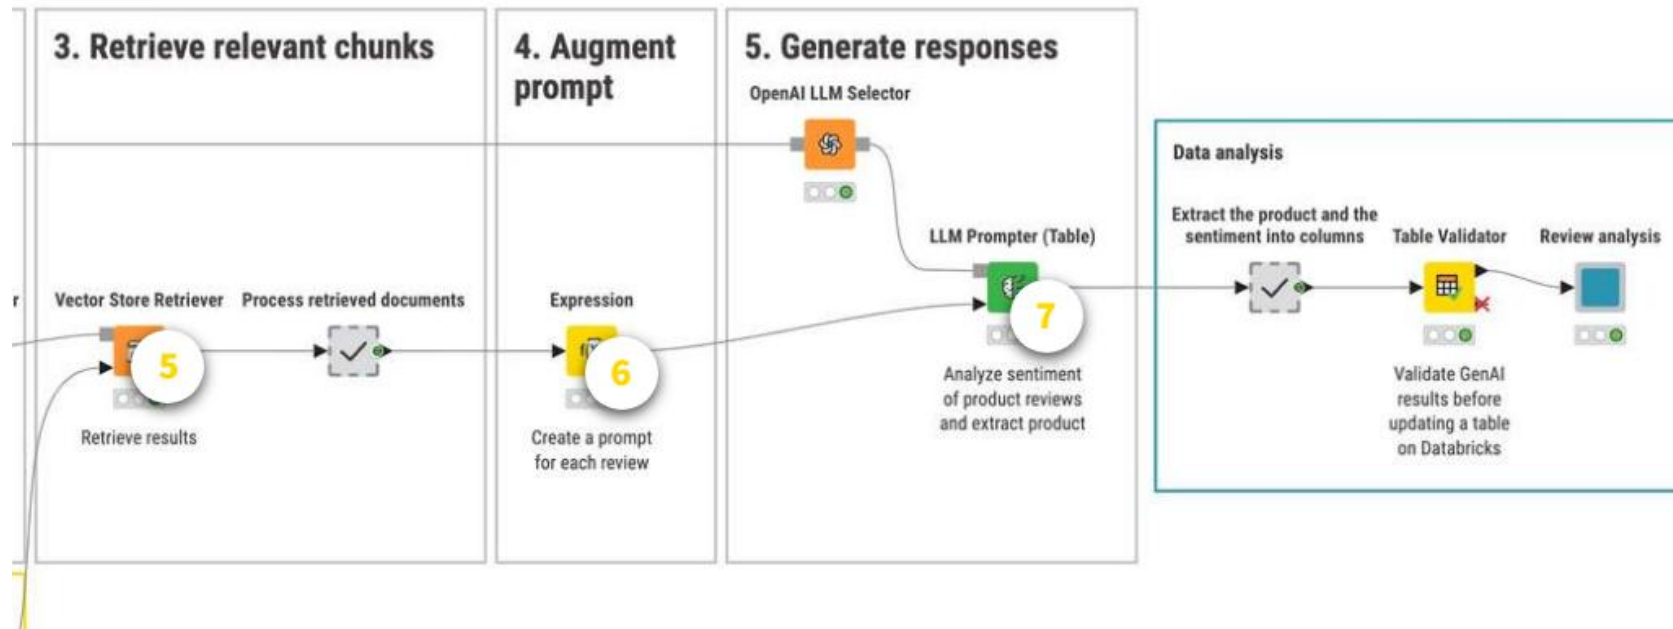 3. Retrieve relevant chunks
4. Augment
prompt
5. Generate responses
OpenAI LLM Selector
Data analysis
Extract the product and the
sentiment into columns
Table Validator
Review analysis
LLM Prompter (Table)
r
Vector Store Retriever
Process retrieved documents
Expression
5
6
7
Retrieve results
Create a prompt
for each review
Analyze sentiment
of product reviews
and extract product
Validate GenAI
results before
updating a table
on Databricks